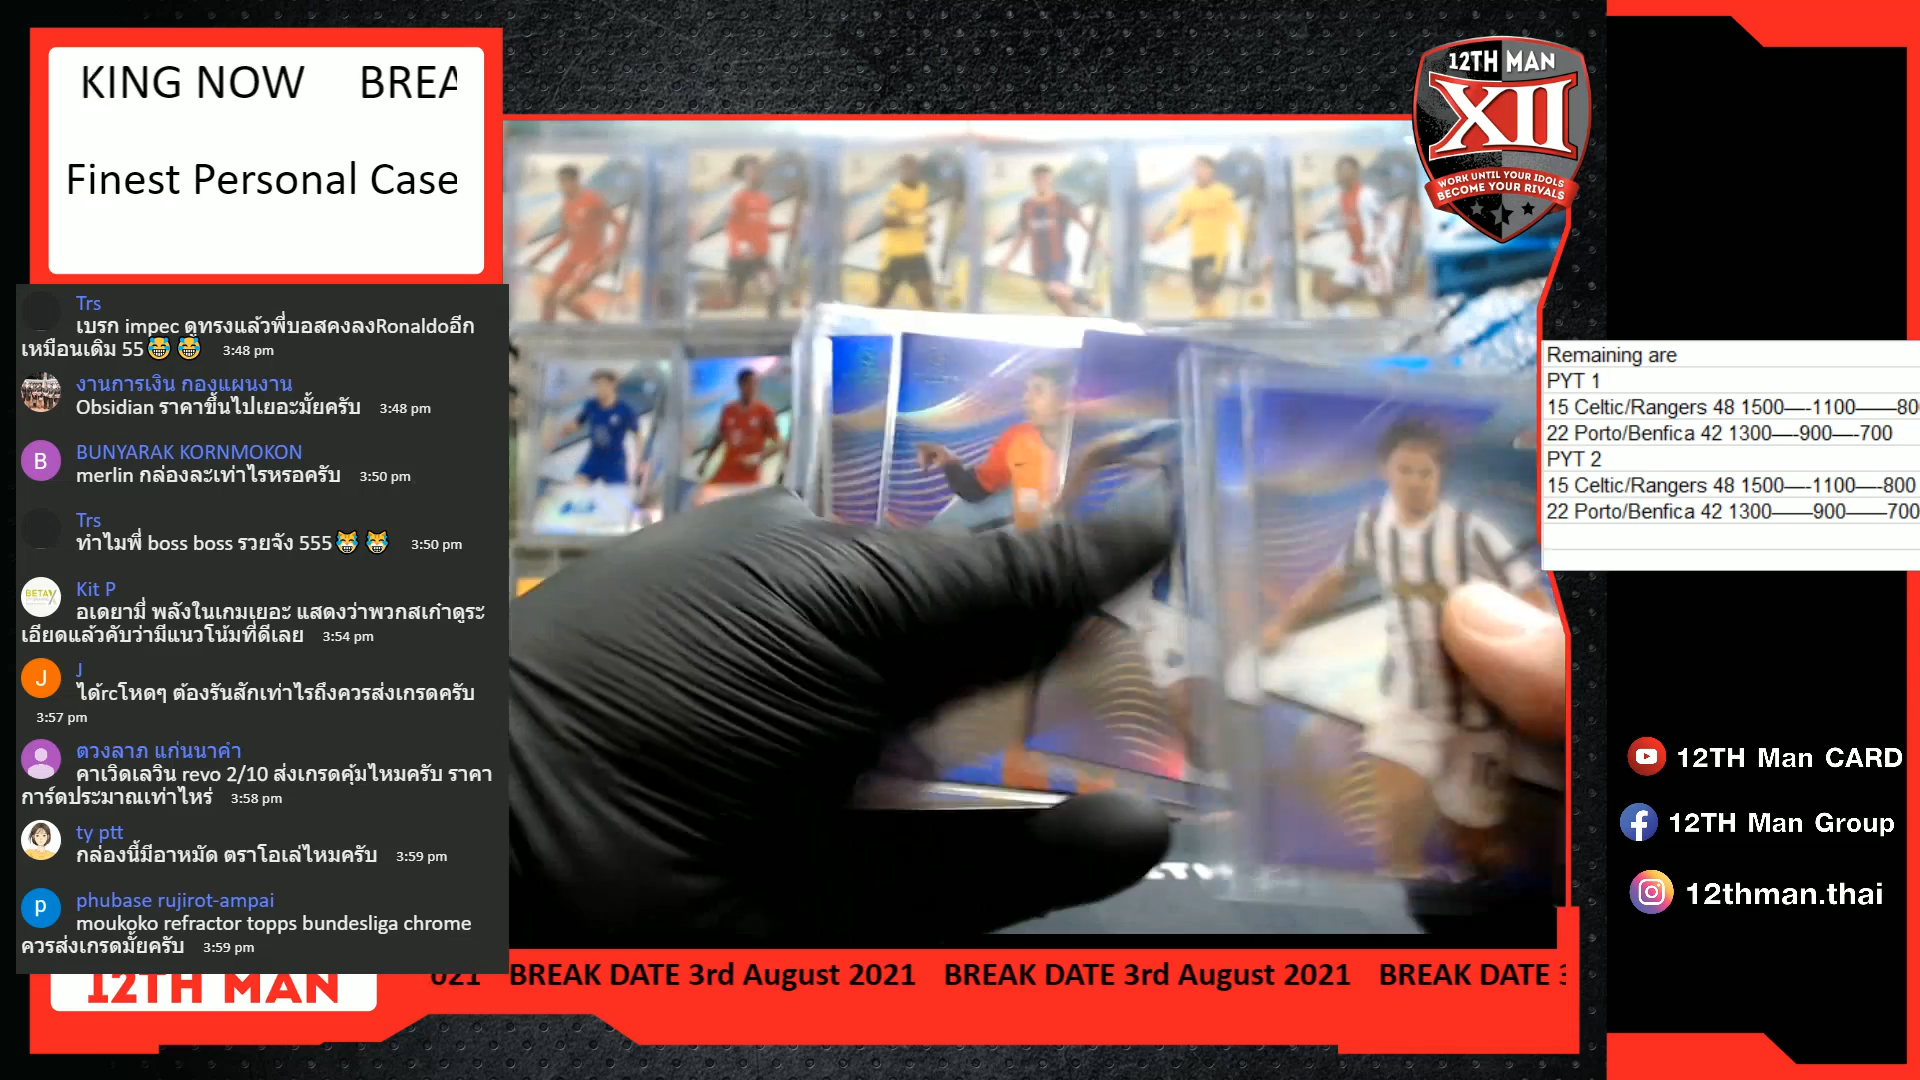 KING NOW BREA
Finest Personal Case
Trs
เบรก impec ดูทรงแล้วพี่บอสคงลงRonaldoอีก
เหมือนเดิม 55😹 😹 3:48 pm
งานการเงิน กองแผนงาน
Obsidian ราคาขึ้นไปเยอะมั้ยครับ 3:48 pm
B
BUNYARAK KORNMOKON
merlin กล่องละเท่าไรหรอครับ 3:50 pm
Trs
ทำไมพี่ boss boss รวยจัง 555😸 😸 3:50 pm
BETA
Kit P
อเดยามี่ พลังในเกมเยอะ แสดงว่าพวกสเก๋าดูระ
เอียดแล้วคับว่ามีแนวโน้มที่ดีเลย 3:54 pm
J
J
ได้rcโหดๆ ต้องรันสักเท่าไรถึงควรส่งเกรดครับ
3:57 pm
ตวงลาภ แก่นนาคำ
คาเวิดเลวิน revo 2/10 ส่งเกรดคุ้มไหมครับ ราคา
การ์ดประมาณเท่าไหร่ 3:58 pm
ty ptt
กล่องนี้มีอาหมัด ตราโอเล่ไหมครับ 3:59 pm
p
phubase rujirot-ampai
moukoko refractor topps bundesliga chrome
ควรส่งเกรดมั้ยครับ 3:59 pm
12TH MAN
021 BREAK DATE 3rd August 2021 BREAK DATE 3rd August 2021 BREAK DATE 3
12TH MAN
XII
WORK UNTIL YOUR IDOLS
BECOME YOUR RIVALS
Remaining are
PYT 1
15 Celtic/Rangers 48 1500—-1100——80
22 Porto/Benfica 42 1300—-900—-700
PYT 2
15 Celtic/Rangers 48 1500—-1100—-800
22 Porto/Benfica 42 1300——900——700
12TH Man CARD
12TH Man Group
12thman.thai